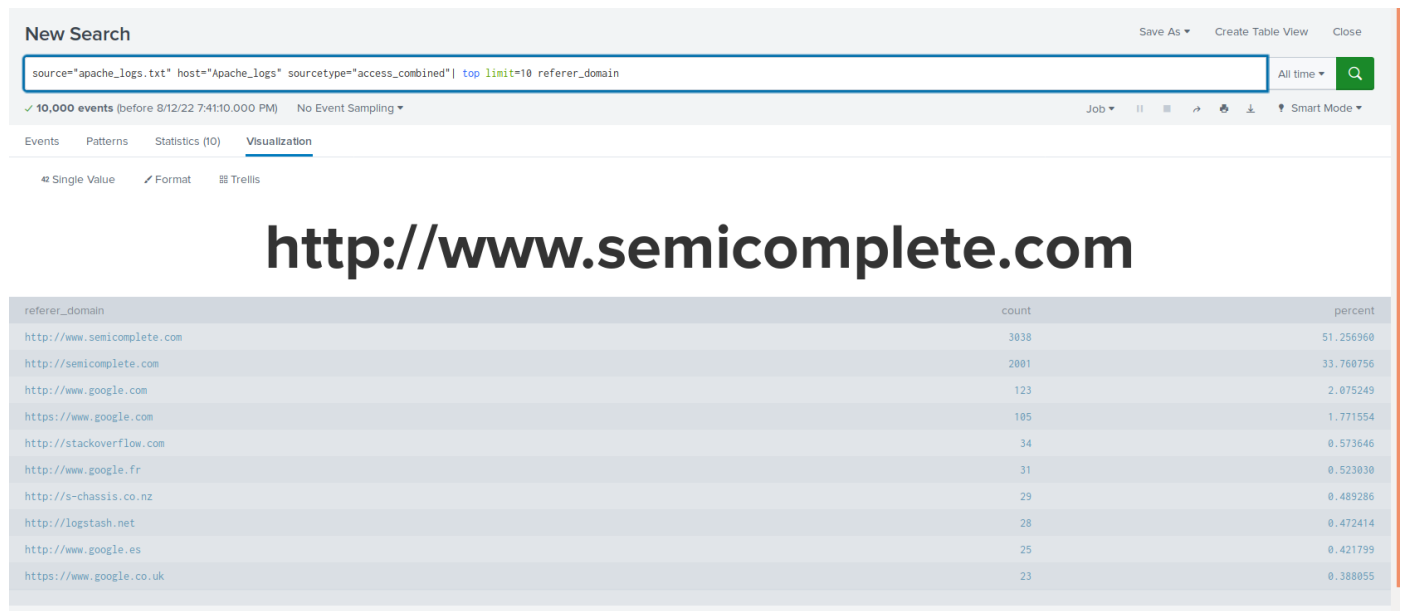 New Search
Save As ▾ Create Table View Close
source="apache_logs.txt" host="Apache_logs" sourcetype="access_combined"| top limit=10 referer_domain
All time ▾
✓ 10,000 events (before 8/12/22 7:41:10.000 PM) No Event Sampling ▾
Job ▾ Smart Mode ▾
Events Patterns Statistics (10) Visualization
42 Single Value Format Trellis
http://www.semicomplete.com
referer_domain count percent
http://www.semicomplete.com 3038 51.256960
http://semicomplete.com 2001 33.760756
http://www.google.com 123 2.075249
https://www.google.com 105 1.771554
http://stackoverflow.com 34 0.573646
http://www.google.fr 31 0.523030
http://s-chassis.co.nz 29 0.489286
http://logstash.net 28 0.472414
http://www.google.es 25 0.421799
https://www.google.co.uk 23 0.388055